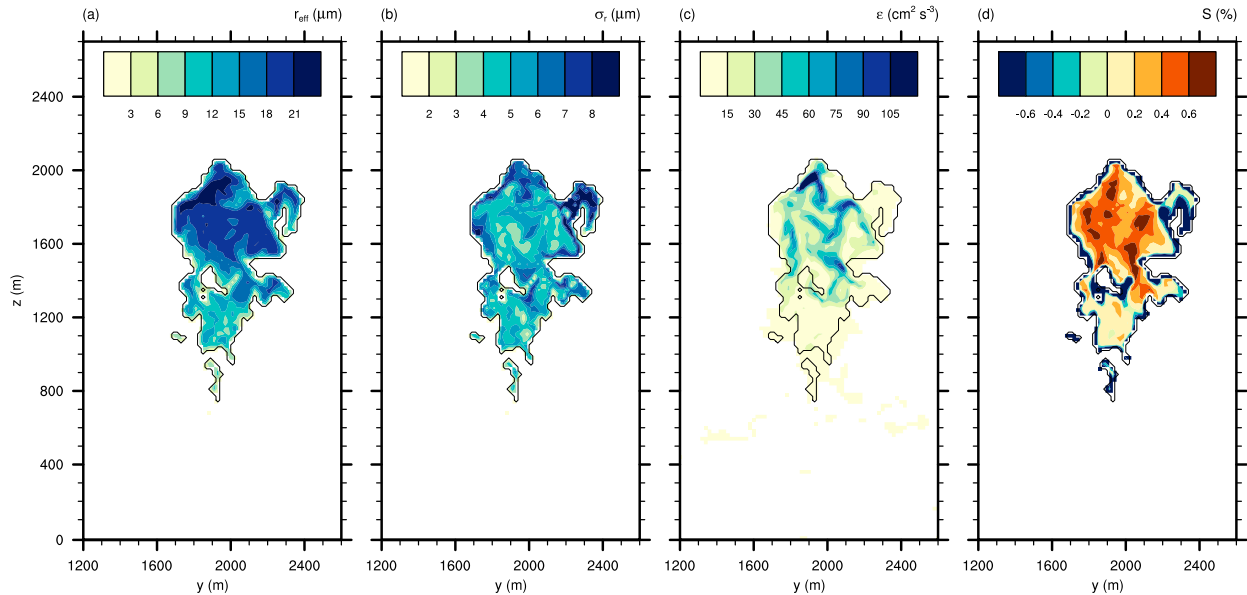 (a) r_eff (μm)
(b) σ_r (μm)
(c) ε (cm² s⁻³)
(d) S (%)
3 6 9 12 15 18 21
2 3 4 5 6 7 8
15 30 45 75 90 105
-0.6 -0.4 -0.2 0 0.2 0.4 0.6
2400
2000
1600
1200
800
400
0
z (m)
1200 1600 2000 2400
1200 1600 2000 2400
1200 1600 2000 2400
1200 1600 2000 2400
y (m)
y (m)
y (m)
y (m)